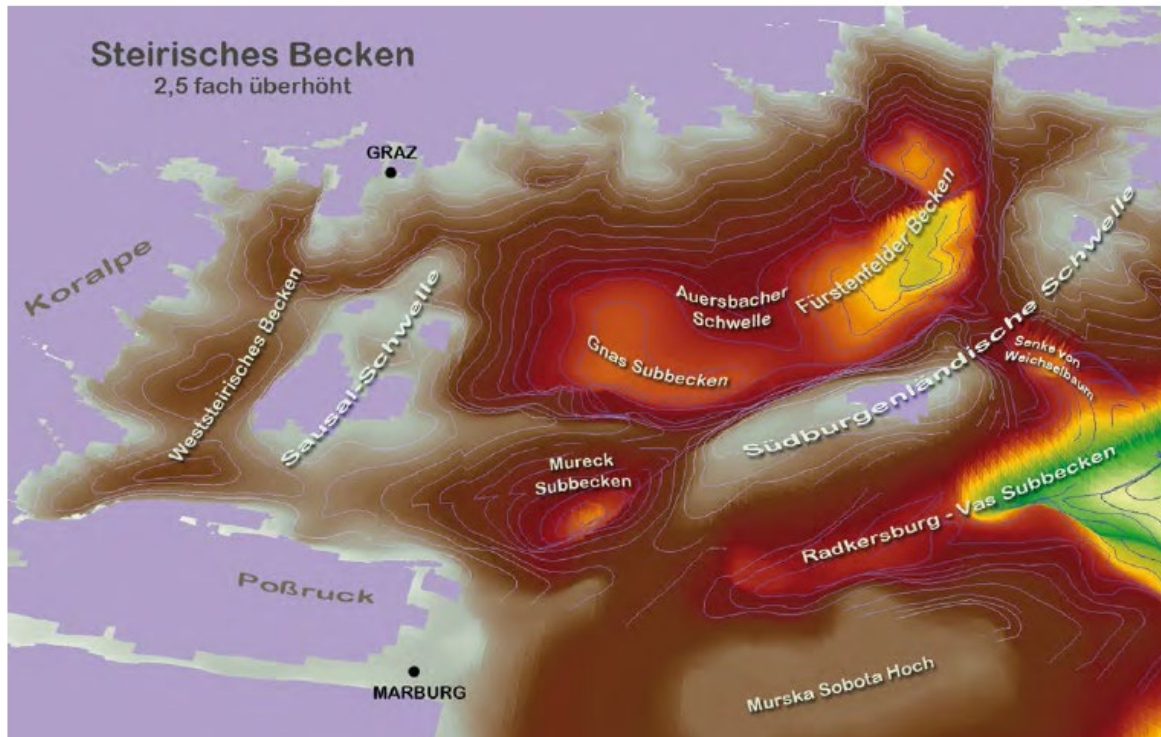 Steirisches Becken
2,5 fach überhöht
GRAZ
Koralpe
Weststeirisches Becken
Sausal-Schwelle
Auersbacher
Schwelle
Fürstenfelder Becken
Gnas Subbecken
Südburgenländische Schwelle
Senke von
Weichselbaum
Mureck
Subbecken
Radkersburg - Vas Subbecken
Poßruck
MARBURG
Murska Sobota Hoch